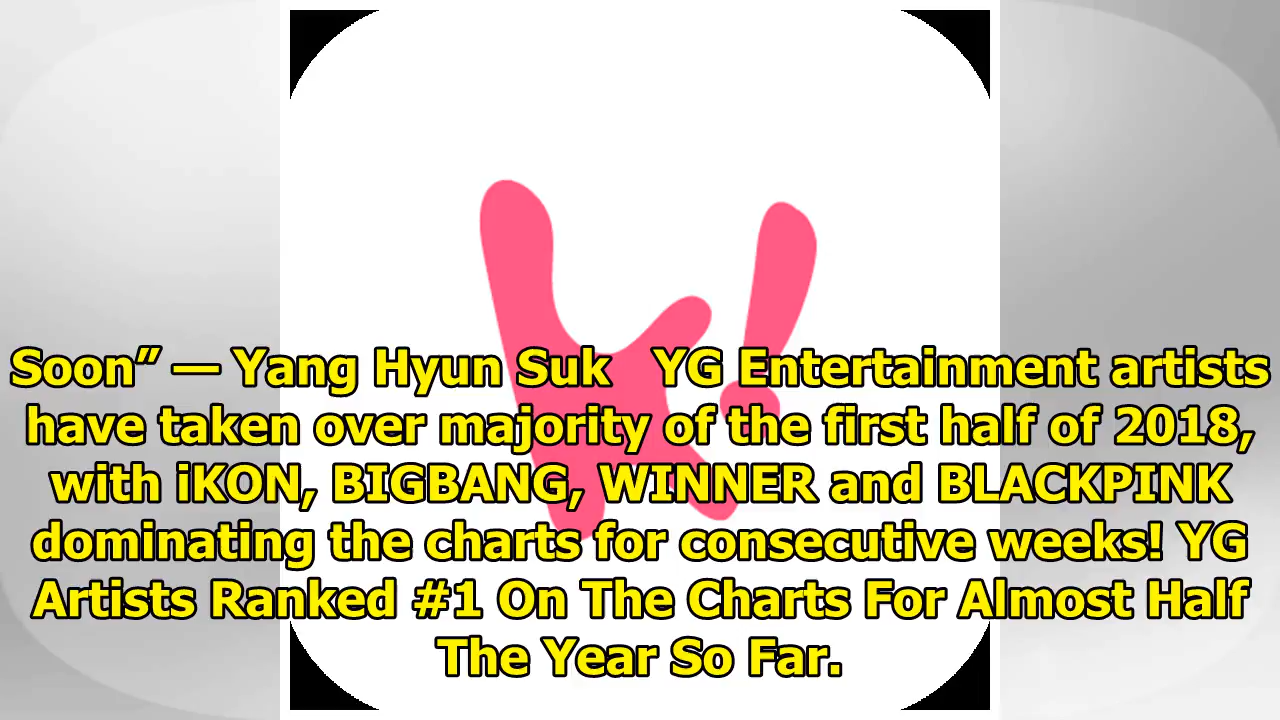 Soon” — Yang Hyun Suk   YG Entertainment artists
have taken over majority of the first half of 2018,
with iKON, BIGBANG, WINNER and BLACKPINK
dominating the charts for consecutive weeks! YG
Artists Ranked #1 On The Charts For Almost Half
The Year So Far.